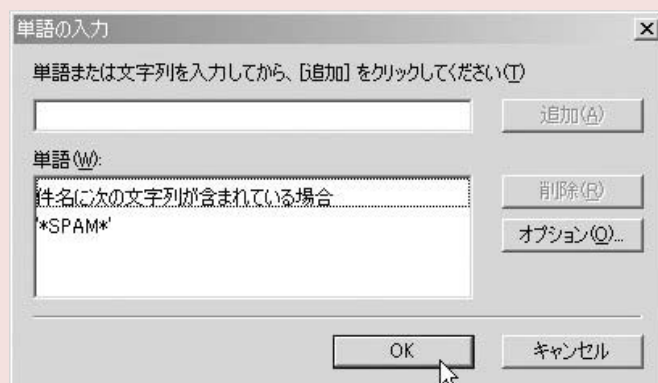 単語の入力
単語または文字列を入力してから、[追加] をクリックしてください(T)
追加(A)
単語(W):
件名に次の文字列が含まれている場合
'*SPAM*'
削除(R)
オプション(O)...
OK
キャンセル